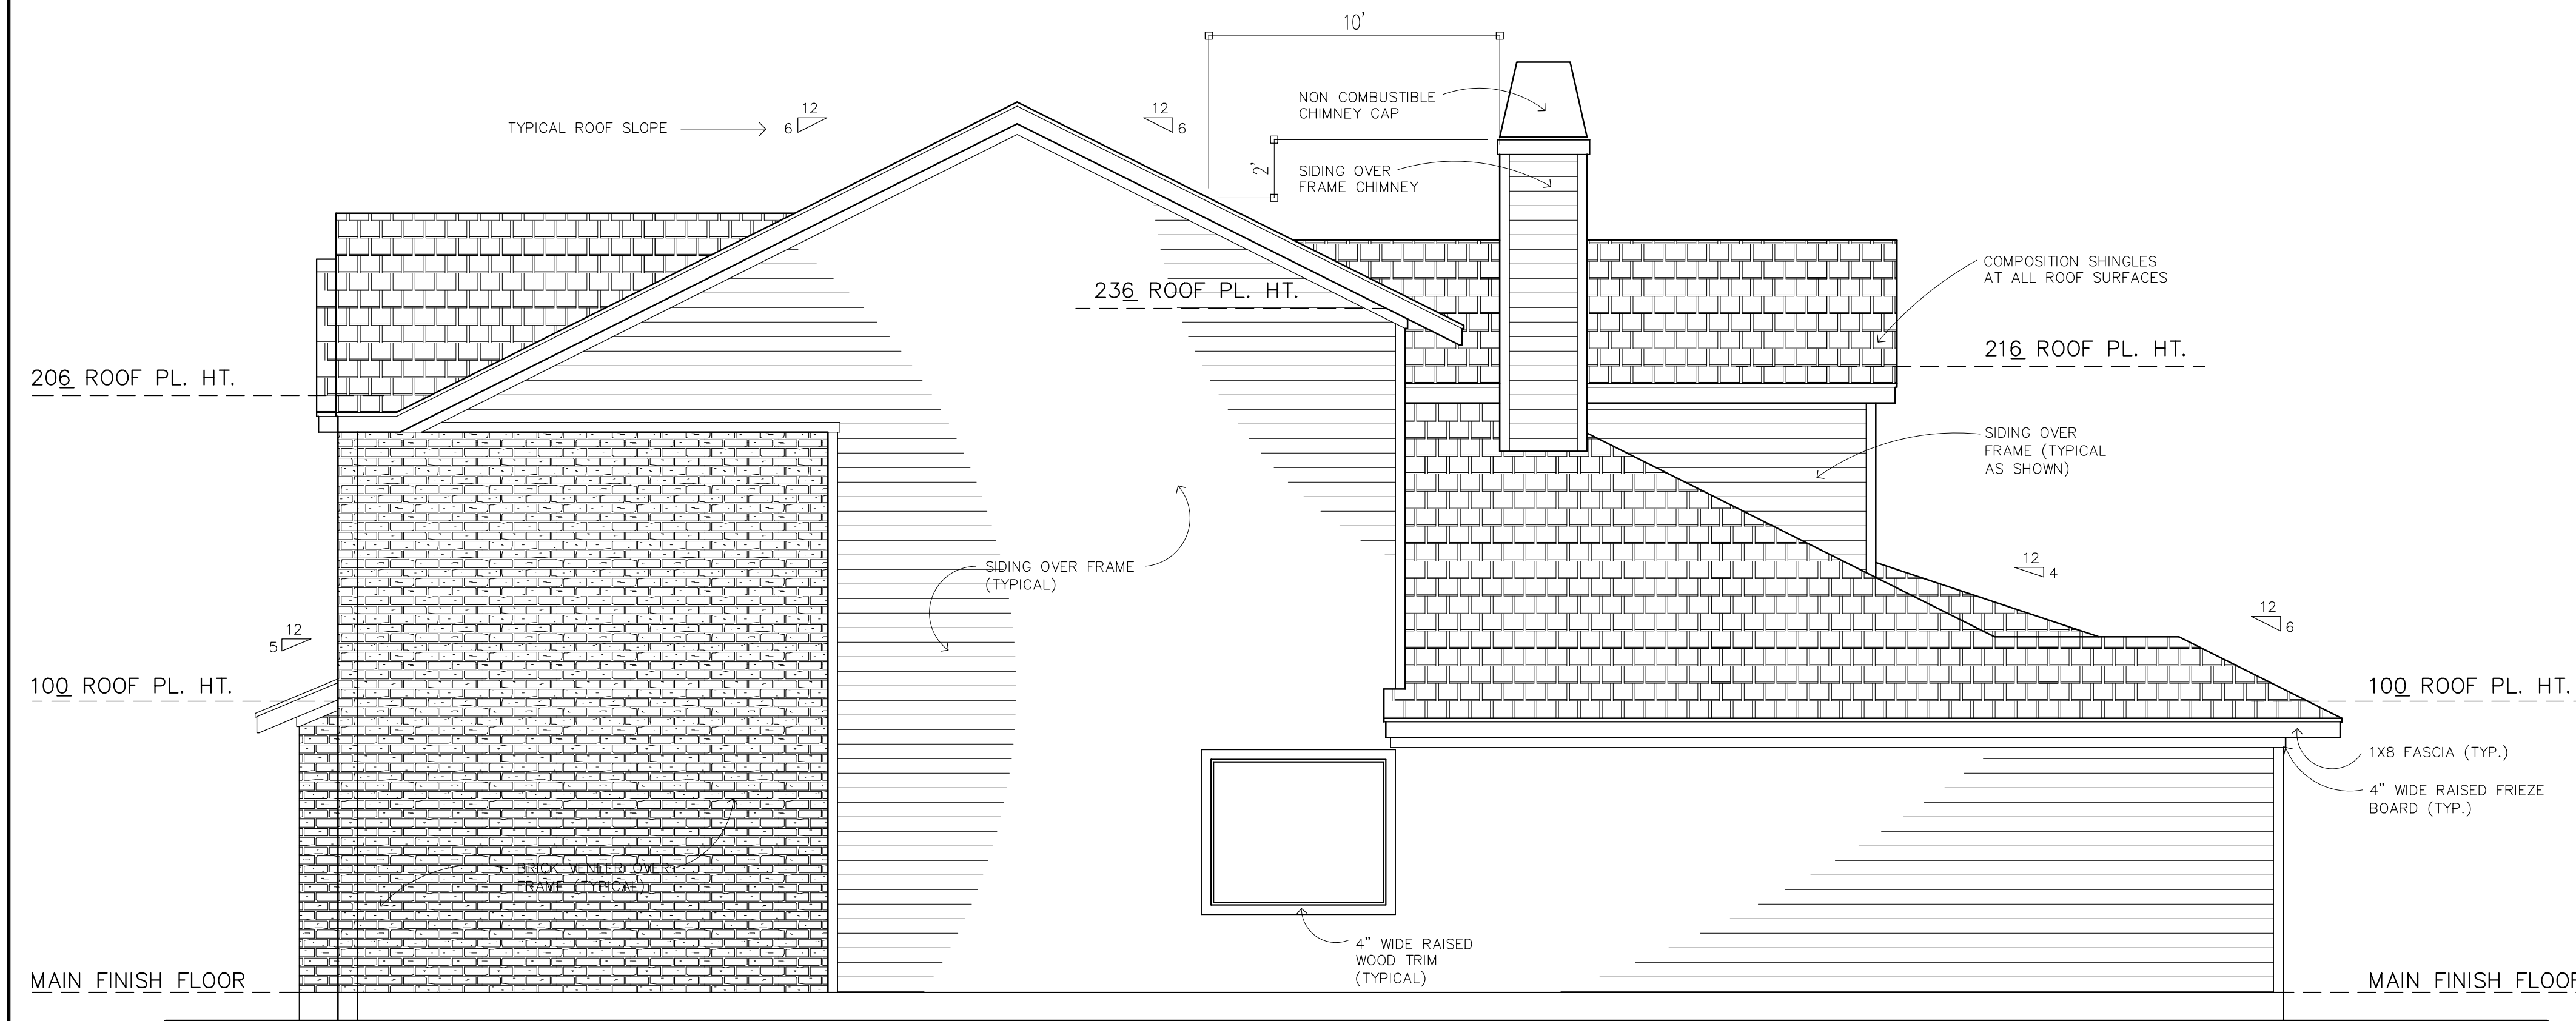 10'
NON COMBUSTIBLE
CHIMNEY CAP
12
6
12
6
TYPICAL ROOF SLOPE
2'
SIDING OVER
FRAME CHIMNEY
COMPOSITION SHINGLES
AT ALL ROOF SURFACES
236 ROOF PL. HT.
216 ROOF PL. HT.
206 ROOF PL. HT.
SIDING OVER
FRAME (TYPICAL
AS SHOWN)
SIDING OVER FRAME
(TYPICAL)
12
4
12
6
12
5
100 ROOF PL. HT.
100 ROOF PL. HT.
1X8 FASCIA (TYP.)
4" WIDE RAISED FRIEZE
BOARD (TYP.)
BRICK VENEER OVER
FRAME (TYPICAL)
4" WIDE RAISED
WOOD TRIM
(TYPICAL)
MAIN FINISH FLOOR
MAIN FINISH FLOOR